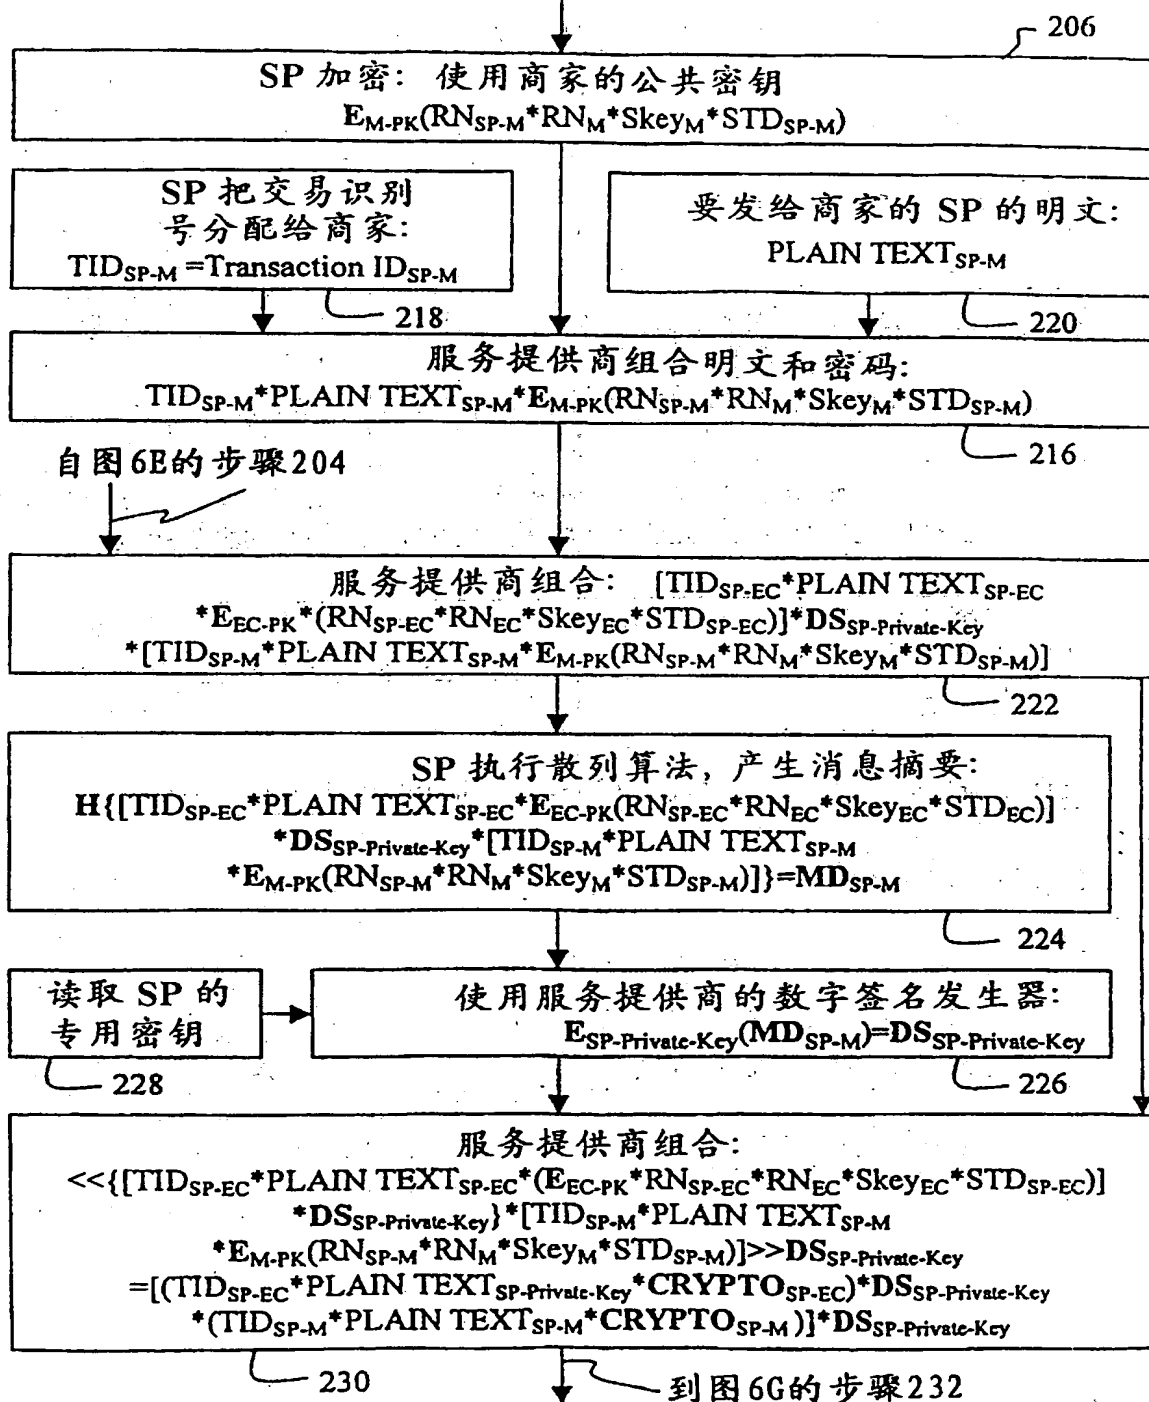 206
SP 加密: 使用商家的公共密钥
E_M-PK(RN_SP-M*RN_M*Skey_M*STD_SP-M)
SP 把交易识别
号分配给商家:
TID_SP-M=Transaction ID_SP-M
218
要发给商家的 SP 的明文:
PLAIN TEXT_SP-M
220
服务提供商组合明文和密码:
TID_SP-M*PLAIN TEXT_SP-M*E_M-PK(RN_SP-M*RN_M*Skey_M*STD_SP-M)
216
自图6E的步骤204
服务提供商组合: [TID_SP-EC*PLAIN TEXT_SP-EC
*E_EC-PK*(RN_SP-EC*RN_EC*Skey_EC*STD_SP-EC)]*DS_SP-Private-Key
*[TID_SP-M*PLAIN TEXT_SP-M*E_M-PK(RN_SP-M*RN_M*Skey_M*STD_SP-M)]
222
SP 执行散列算法, 产生消息摘要:
H{[TID_SP-EC*PLAIN TEXT_SP-EC*E_EC-PK(RN_SP-EC*RN_EC*Skey_EC*STD_EC)]
*DS_SP-Private-Key*[TID_SP-M*PLAIN TEXT_SP-M
*E_M-PK(RN_SP-M*RN_M*Skey_M*STD_SP-M)]}=MD_SP-M
224
读取 SP 的
专用密钥
228
使用服务提供商的数字签名发生器:
E_SP-Private-Key(MD_SP-M)=DS_SP-Private-Key
226
服务提供商组合:
<<{[TID_SP-EC*PLAIN TEXT_SP-EC*(E_EC-PK*RN_SP-EC*RN_EC*Skey_EC*STD_SP-EC)]
*DS_SP-Private-Key}*[TID_SP-M*PLAIN TEXT_SP-M
*E_M-PK(RN_SP-M*RN_M*Skey_M*STD_SP-M)]>>DS_SP-Private-Key
=[(TID_SP-EC*PLAIN TEXT_SP-Private-Key*CRYPTO_SP-EC)*DS_SP-Private-Key
*(TID_SP-M*PLAIN TEXT_SP-M*CRYPTO_SP-M)]*DS_SP-Private-Key
230
到图6G的步骤232